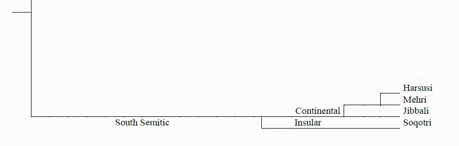 Harsusi
Mehri
Continental Jibbali
South Semitic Insular Soqotri